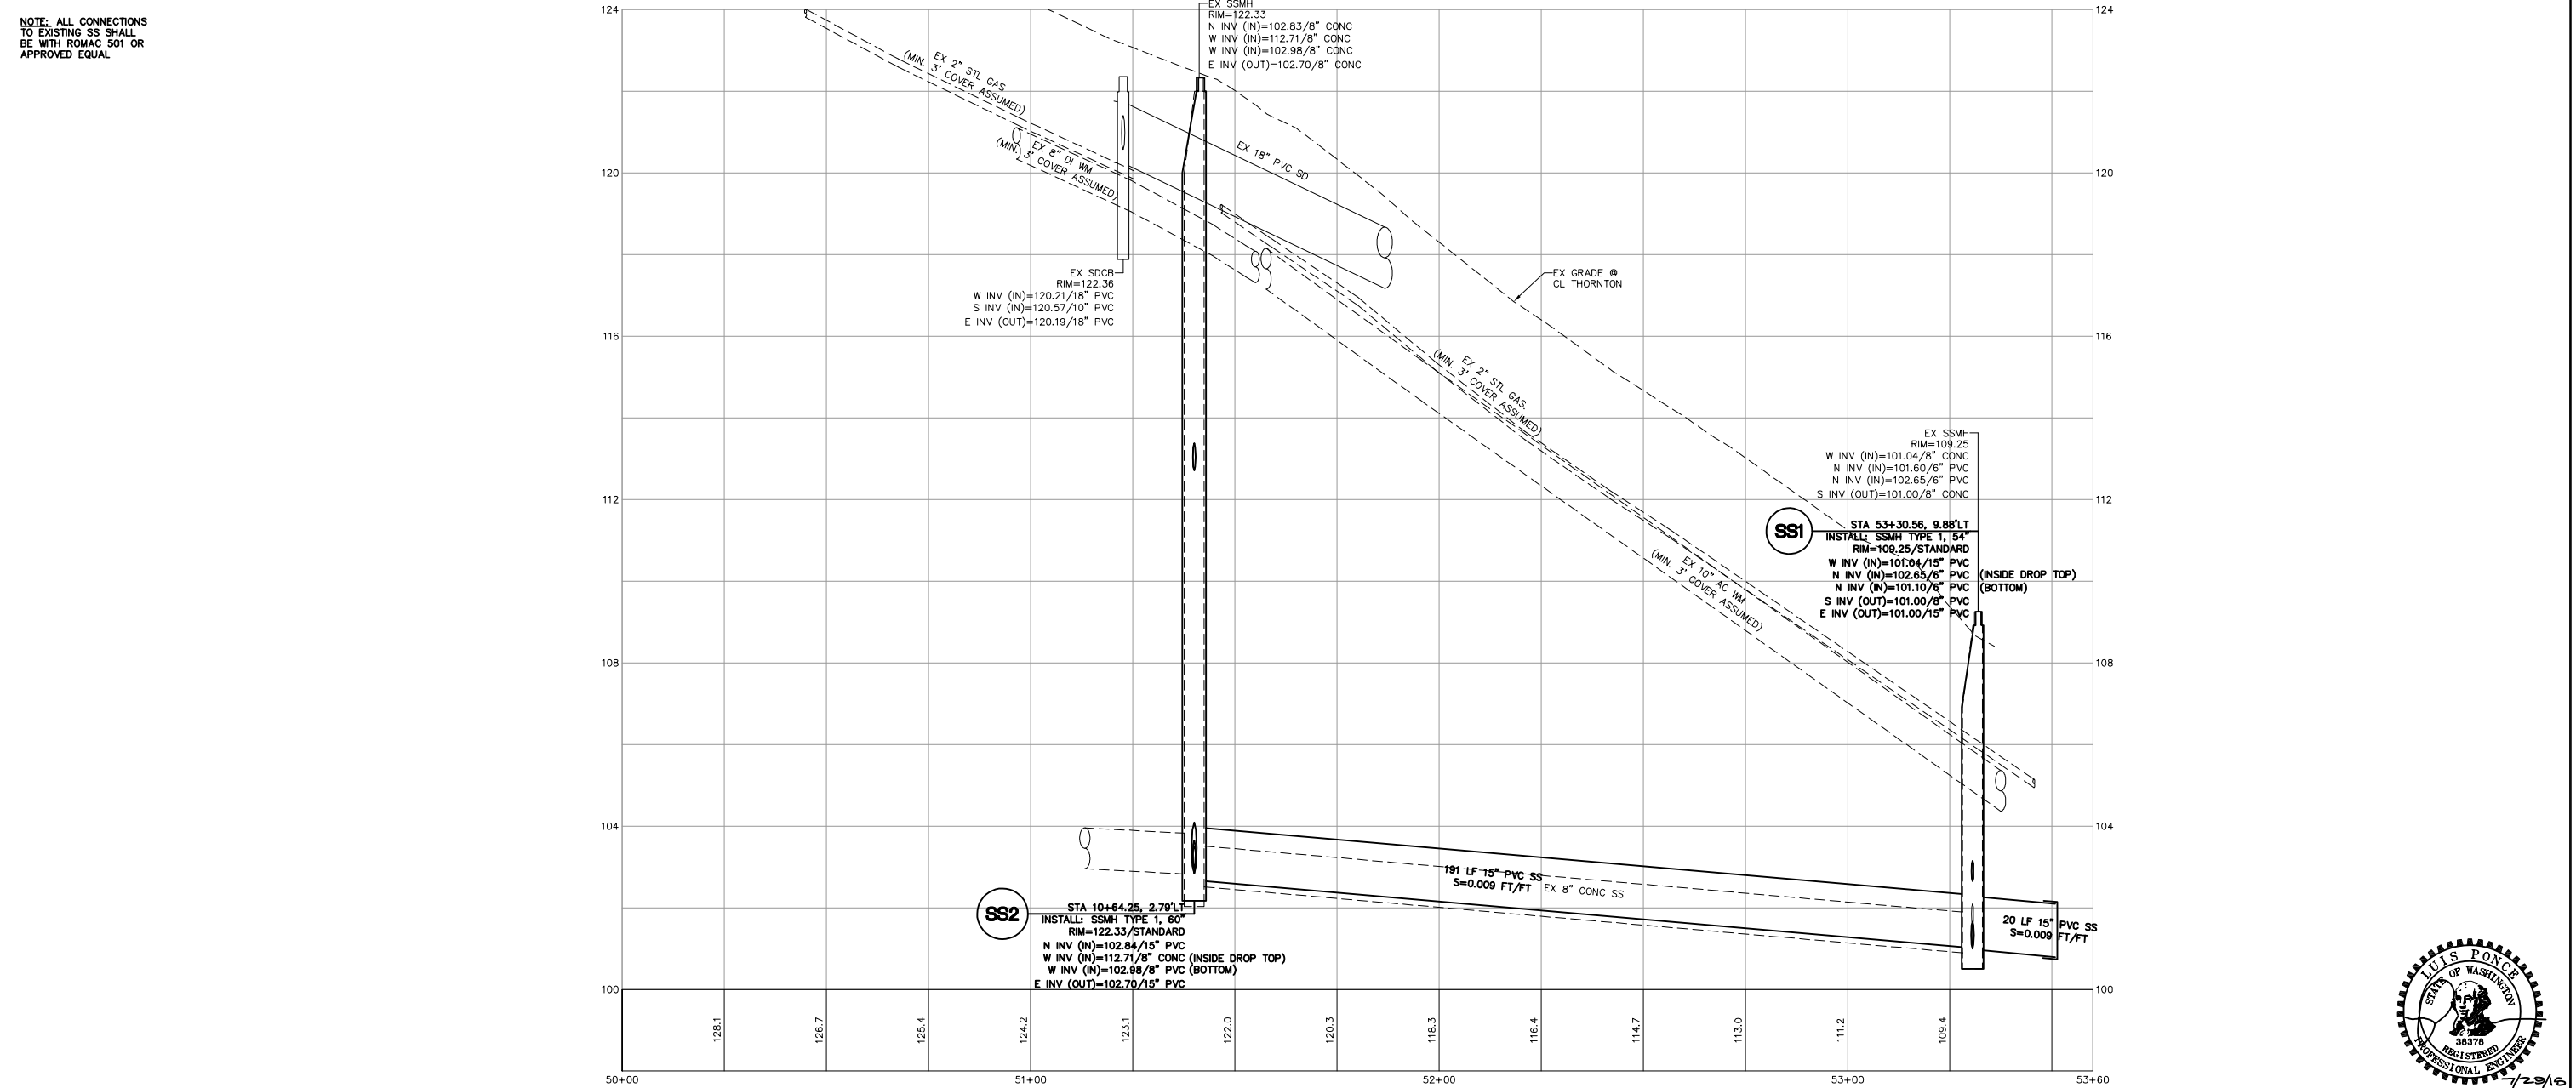 NOTE: ALL CONNECTIONS
TO EXISTING SS SHALL
BE WITH ROMAC 501 OR
APPROVED EQUAL
124
120
116
112
108
104
100
EX SSMH
RIM=122.33
N INV (IN)=102.83/8" CONC
W INV (IN)=112.71/8" CONC
W INV (IN)=102.98/8" CONC
E INV (OUT)=102.70/8" CONC
124
120
116
112
108
104
100
EX 2" STL GAS
(MIN. 3' COVER ASSUMED)
EX 8" DI WM
(MIN. 3' COVER ASSUMED)
EX 18" PVC SD
EX SDCB
RIM=122.36
W INV (IN)=120.21/18" PVC
S INV (IN)=120.57/10" PVC
E INV (OUT)=120.19/18" PVC
EX GRADE @
CL THORNTON
EX 2" STL GAS
(MIN. 3' COVER ASSUMED)
EX 10" AC WM
(MIN. 3' COVER ASSUMED)
EX SSMH
RIM=109.25
W INV (IN)=101.04/8" CONC
N INV (IN)=101.60/6" PVC
N INV (IN)=102.65/6" PVC
S INV (OUT)=101.00/8" CONC
SS1
STA 53+30.56, 9.88'LT
INSTALL: SSMH TYPE 1, 54"
RIM=109.25/STANDARD
W INV (IN)=101.04/15" PVC
N INV (IN)=102.65/6" PVC (INSIDE DROP TOP)
N INV (IN)=101.10/6" PVC (BOTTOM)
S INV (OUT)=101.00/8" PVC
E INV (OUT)=101.00/15" PVC
191 LF 15" PVC SS
S=0.009 FT/FT
EX 8" CONC SS
20 LF 15" PVC SS
S=0.009 FT/FT
SS2
STA 10+64.25, 2.79'LT
INSTALL: SSMH TYPE 1, 60"
RIM=122.33/STANDARD
N INV (IN)=102.84/15" PVC
W INV (IN)=112.71/8" CONC (INSIDE DROP TOP)
W INV (IN)=102.98/8" PVC (BOTTOM)
E INV (OUT)=102.70/15" PVC
128.1
126.7
125.4
124.2
123.1
122.0
120.3
118.3
116.4
114.7
113.0
111.2
109.4
50+00
51+00
52+00
53+00
53+60
LUIS PONCE
STATE OF WASHINGTON
38378
REGISTERED
PROFESSIONAL ENGINEER